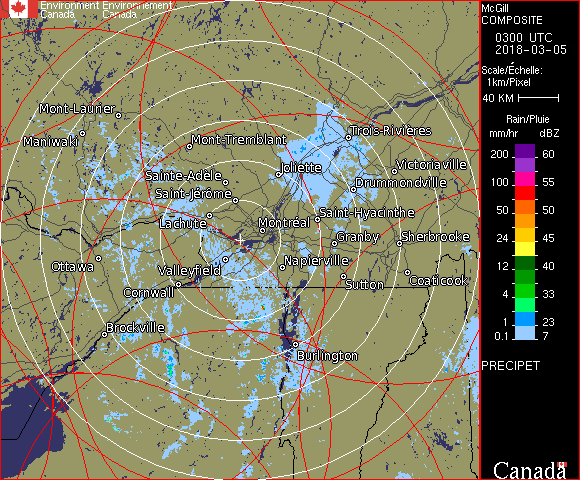 Environment Environnement
Canada Canada
McGill
COMPOSITE
0300 UTC
2018-03-05
Scale/Échelle:
1km/Pixel
40 KM
Rain/Pluie
mm/hr dBZ
200 60
150 57
100 55
50 50
24 45
12 40
4 33
1 23
0.1 7
PRECIPET
Canada
Mont-Laurier
Maniwaki
Mont-Tremblant
Trois-Rivières
Sainte-Adèle
Joliette
Victoriaville
Saint-Jérôme
Drummondville
Lachute
Montréal
Saint-Hyacinthe
Granby
Sherbrooke
Ottawa
Valleyfield
Napierville
Cornwall
Sutton
Coaticook
Brockville
Burlington